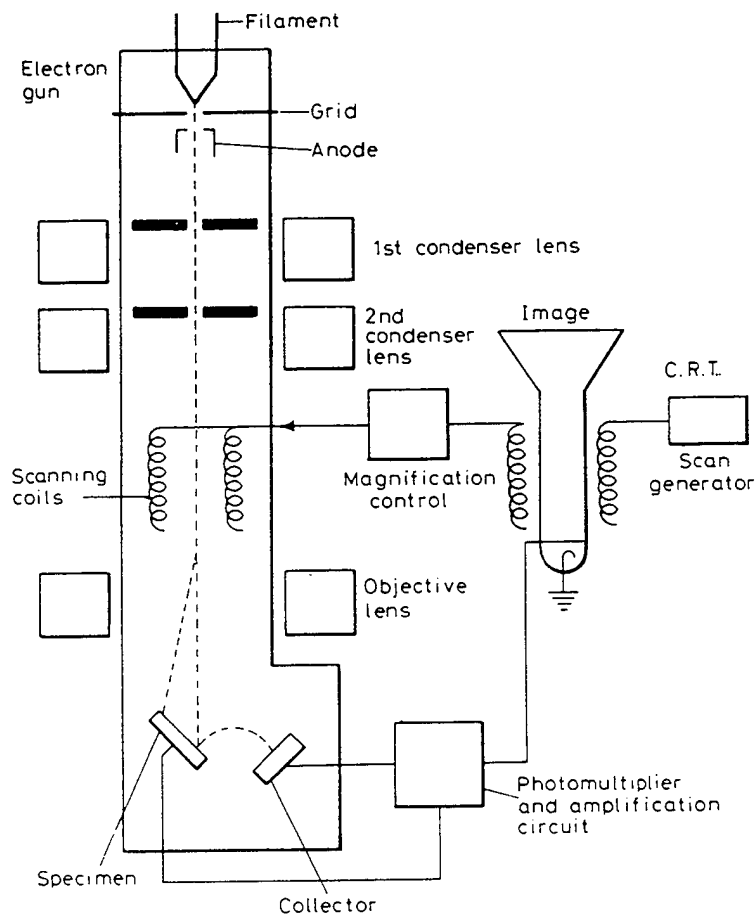 Filament
Electron
gun
Grid
Anode
1st condenser lens
2nd
condenser
lens
Image
C.R.T.
Scanning
coils
Magnification
control
Scan
generator
Objective
lens
Photomultiplier
and amplification
circuit
Specimen
Collector